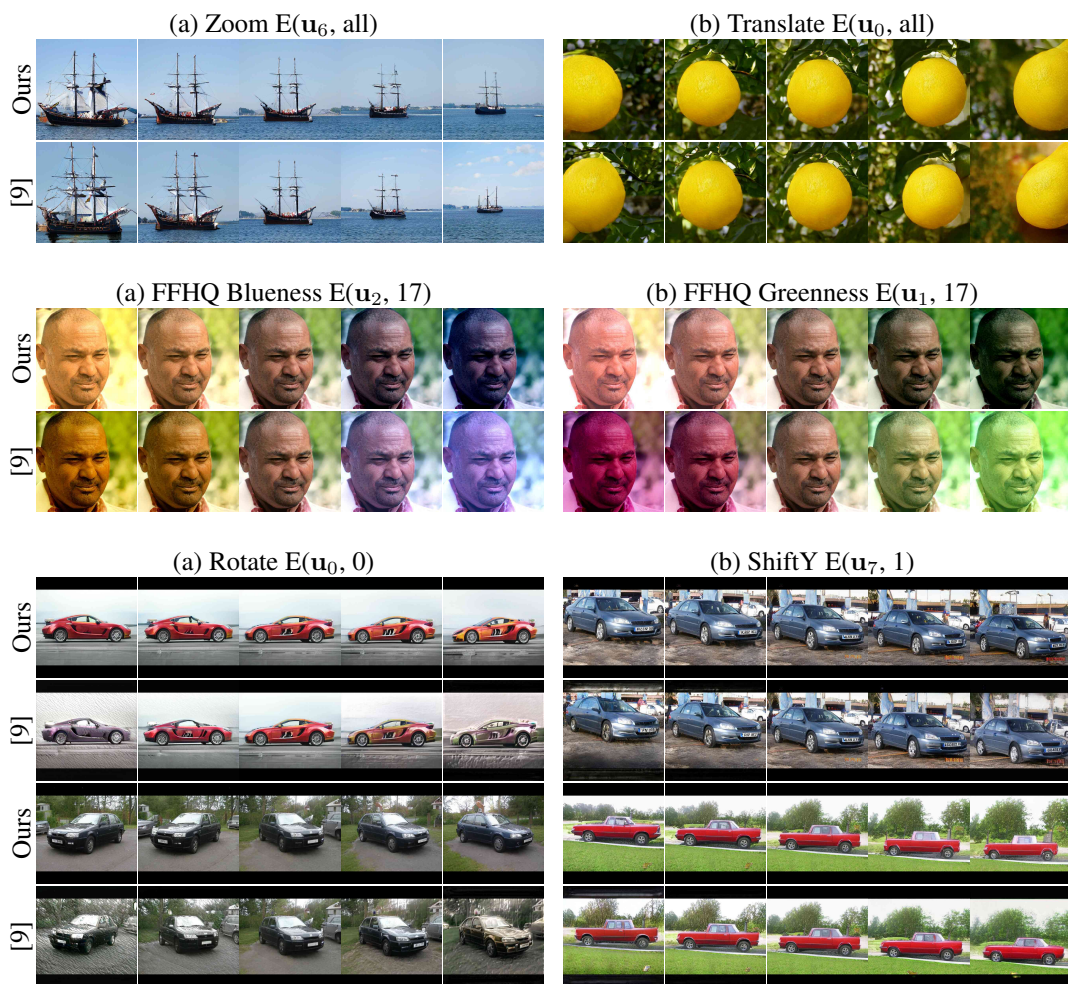 (a) Zoom E(u₆, all)
(b) Translate E(u₀, all)
Ours
[9]
(a) FFHQ Blueness E(u₂, 17)
(b) FFHQ Greenness E(u₁, 17)
Ours
[9]
(a) Rotate E(u₀, 0)
(b) ShiftY E(u₇, 1)
Ours
[9]
Ours
[9]